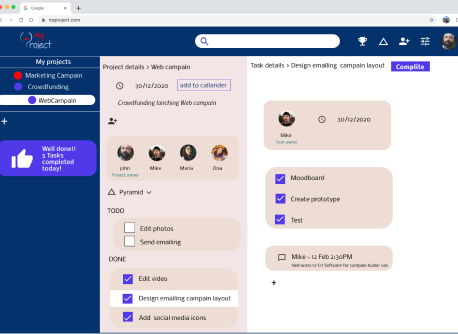 Google
myproject.com
my
Project
My projects
Marketing Campain
Crowdfunding
WebCampain
+
Well done!!
5 Tasks
completed
today!
Project details > Web campain
30/12/2020
add to callander
Crowdfunding lanching Web campain
John
Project owner
Mike
Maria
Zina
Pyramid
TODO
Edit photos
Send emailing
DONE
Edit video
Design emailing campain layout
Add social media icons
Task details > Design emailing campain layout
Complite
Mike
Task owner
30/12/2020
Moodboard
Create prototype
Test
Mike - 12 Feb 2:30PM
for campain buster use
+